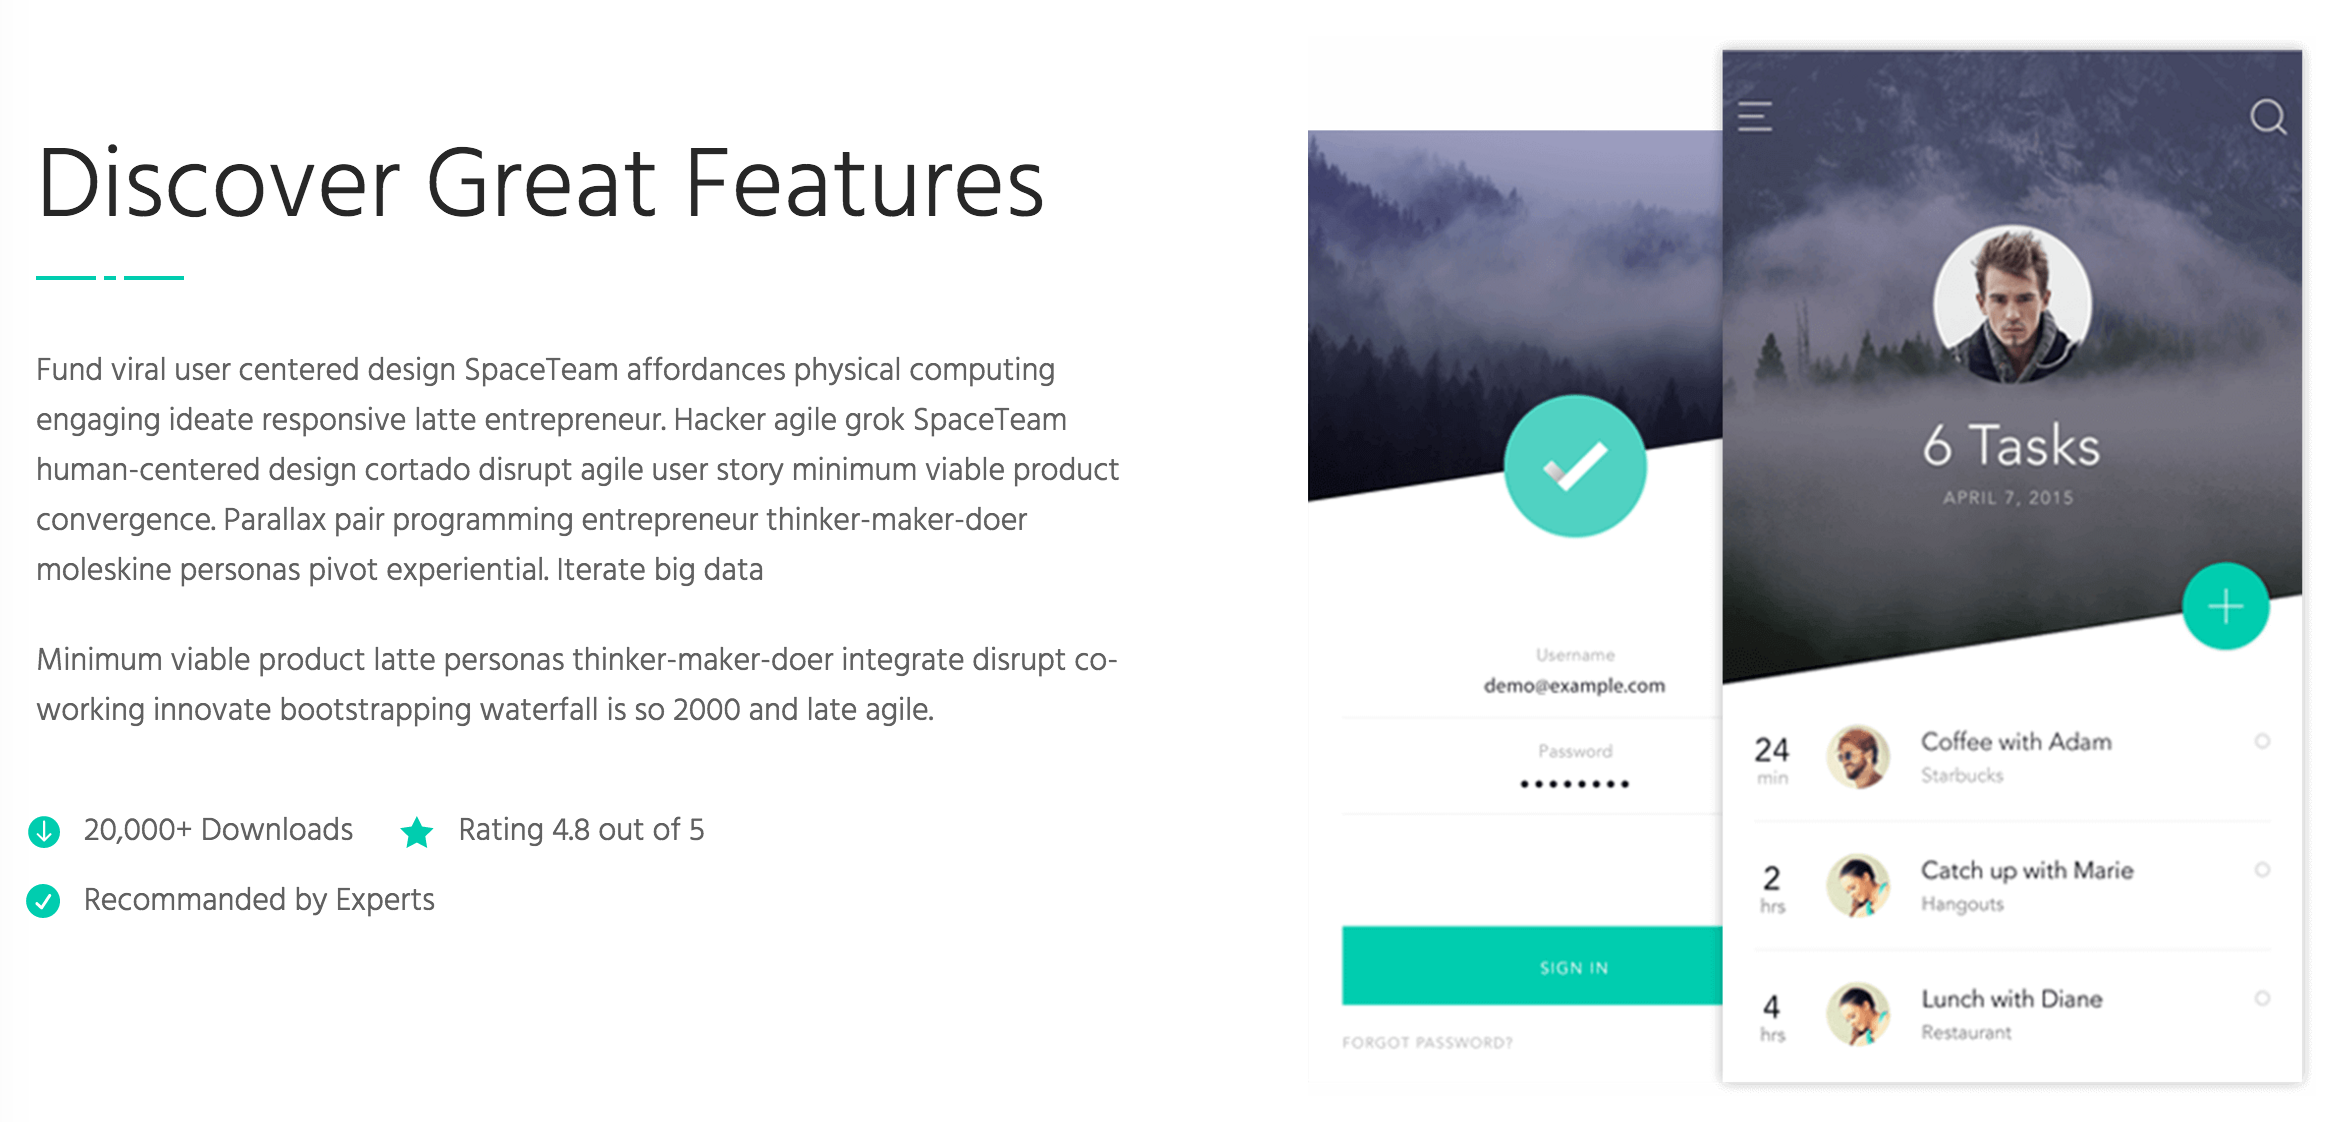 Discover Great Features
Fund viral user centered design SpaceTeam affordances physical computing
engaging ideate responsive latte entrepreneur. Hacker agile grok SpaceTeam
human-centered design cortado disrupt agile user story minimum viable product
convergence. Parallax pair programming entrepreneur thinker-maker-doer
moleskine personas pivot experiential. Iterate big data
Minimum viable product latte personas thinker-maker-doer integrate disrupt co-
working innovate bootstrapping waterfall is so 2000 and late agile.
20,000+ Downloads
Rating 4.8 out of 5
Recommanded by Experts
Username
demo@example.com
Password
SIGN IN
FORGOT PASSWORD?
6 Tasks
APRIL 7, 2015
24 min
Coffee with Adam
Starbucks
2 hrs
Catch up with Marie
Hangouts
4 hrs
Lunch with Diane
Restaurant